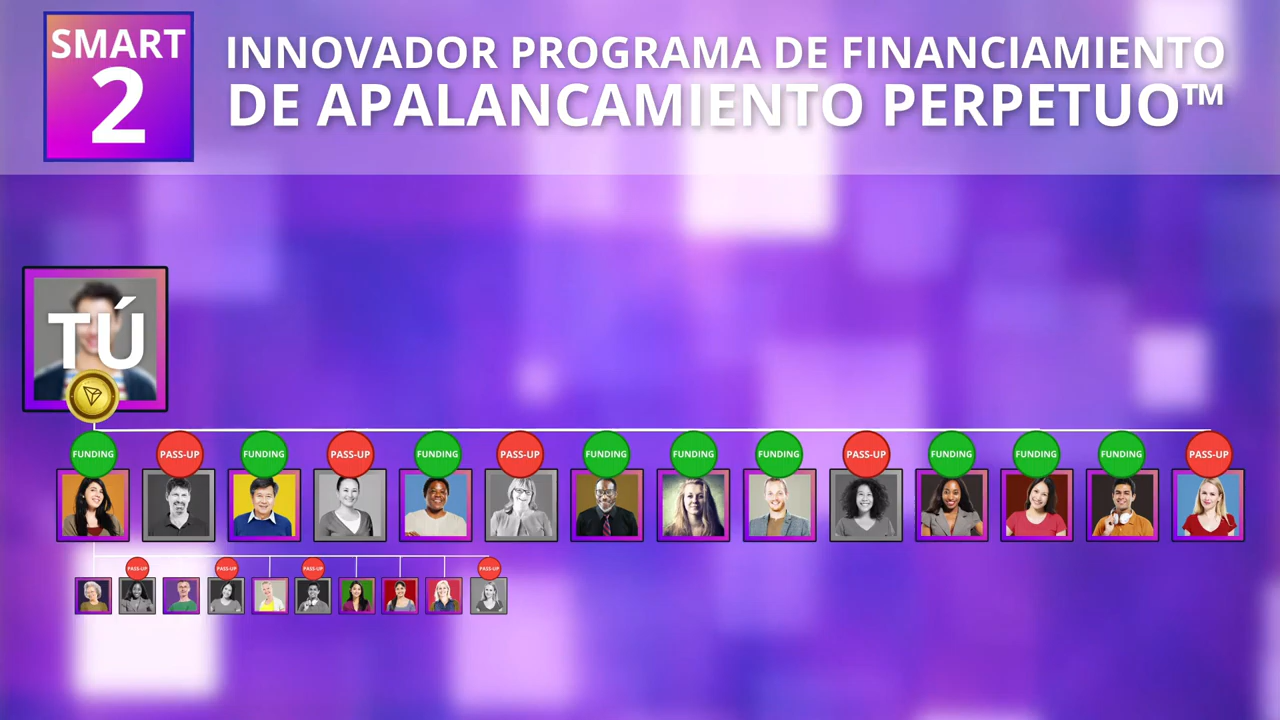 SMART
2
INNOVADOR PROGRAMA DE FINANCIAMIENTO
DE APALANCAMIENTO PERPETUO™
TÚ
FUNDING PASS-UP FUNDING PASS-UP FUNDING PASS-UP FUNDING FUNDING FUNDING PASS-UP FUNDING FUNDING FUNDING PASS-UP
PASS-UP PASS-UP PASS-UP PASS-UP